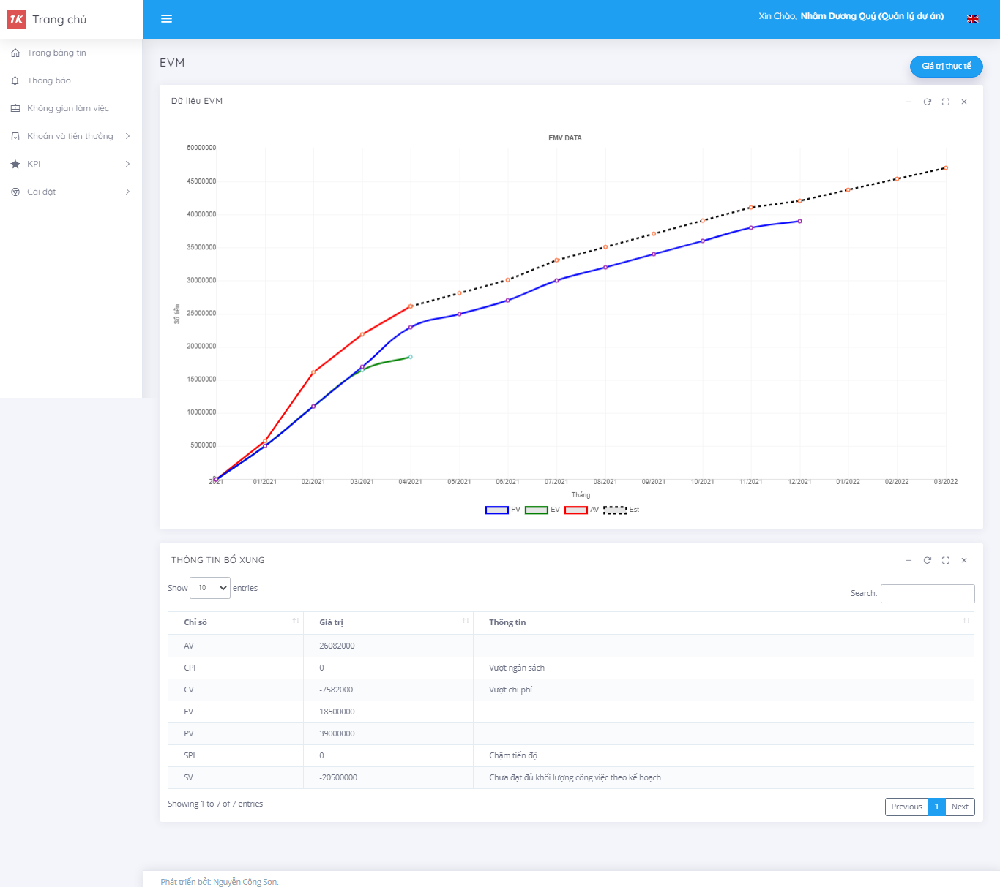 TK Trang chủ
Xin Chào, Nhâm Dương Quý (Quản lý dự án)
Trang bảng tin
Thông báo
Không gian làm việc
Khoán và tiền thưởng
KPI
Cài đặt
EVM
Giá trị thực tế
Dữ liệu EVM
EMV DATA
50000000
45000000
40000000
35000000
30000000
25000000
20000000
15000000
10000000
5000000
0
Số tiền
2021 01/2021 02/2021 03/2021 04/2021 05/2021 06/2021 07/2021 08/2021 09/2021 10/2021 11/2021 12/2021 01/2022 02/2022 03/2022
Tháng
PV EV AV Est
THÔNG TIN BỔ XUNG
Show 10 entries
Search:
Chỉ số Giá trị Thông tin
AV 26082000
CPI 0 Vượt ngân sách
CV -7582000 Vượt chi phí
EV 18500000
PV 39000000
SPI 0 Chậm tiến độ
SV -20500000 Chưa đạt đủ khối lượng công việc theo kế hoạch
Showing 1 to 7 of 7 entries
Previous 1 Next
Phát triển bởi: Nguyễn Công Sơn.